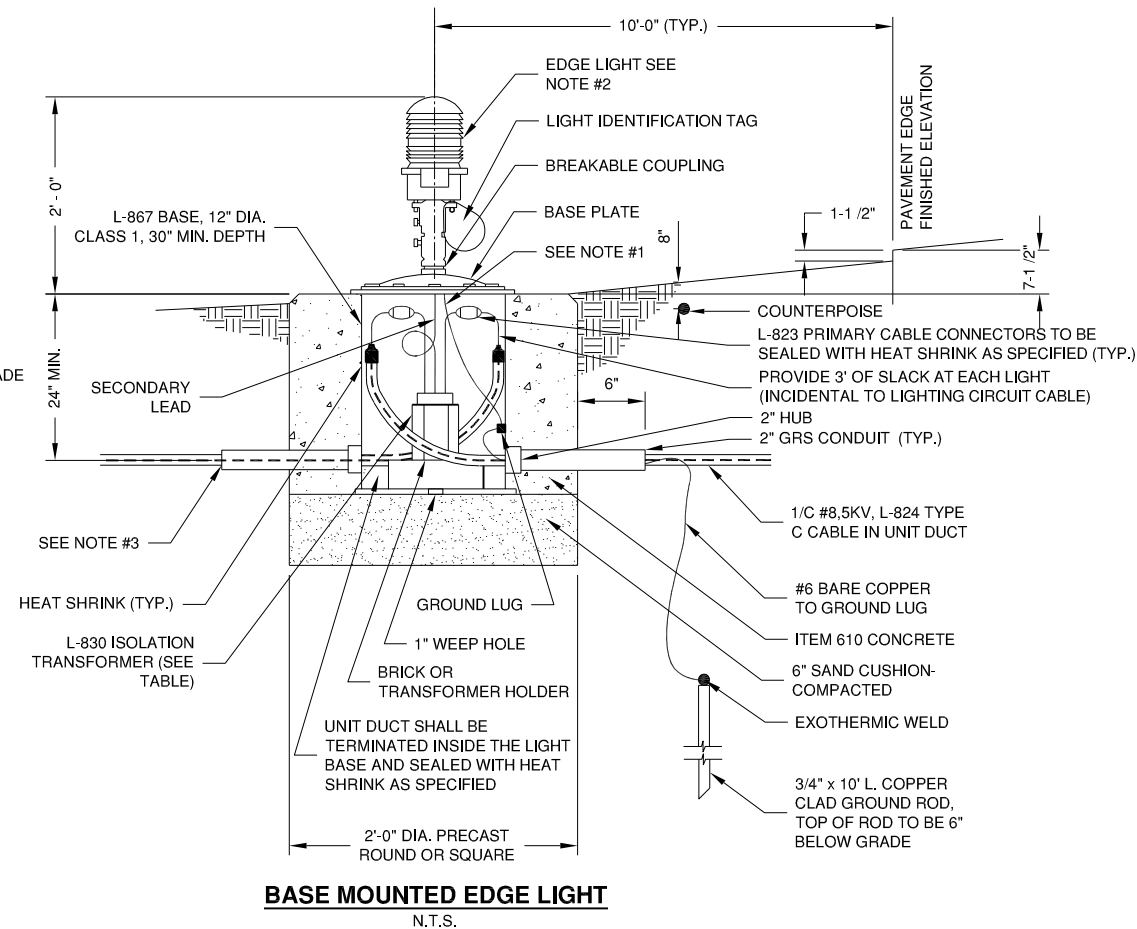 10'-0" (TYP.)
EDGE LIGHT SEE
NOTE #2
LIGHT IDENTIFICATION TAG
BREAKABLE COUPLING
BASE PLATE
SEE NOTE #1
PAVEMENT EDGE
FINISHED ELEVATION
1-1 /2"
8"
7-1 /2"
2' - 0"
L-867 BASE, 12" DIA.
CLASS 1, 30" MIN. DEPTH
COUNTERPOISE
L-823 PRIMARY CABLE CONNECTORS TO BE
SEALED WITH HEAT SHRINK AS SPECIFIED (TYP.)
PROVIDE 3' OF SLACK AT EACH LIGHT
(INCIDENTAL TO LIGHTING CIRCUIT CABLE)
6"
2" HUB
2" GRS CONDUIT (TYP.)
ADE
24" MIN.
SECONDARY
LEAD
1/C #8,5KV, L-824 TYPE
C CABLE IN UNIT DUCT
SEE NOTE #3
HEAT SHRINK (TYP.)
L-830 ISOLATION
TRANSFORMER (SEE
TABLE)
GROUND LUG
1" WEEP HOLE
BRICK OR
TRANSFORMER HOLDER
UNIT DUCT SHALL BE
TERMINATED INSIDE THE LIGHT
BASE AND SEALED WITH HEAT
SHRINK AS SPECIFIED
#6 BARE COPPER
TO GROUND LUG
ITEM 610 CONCRETE
6" SAND CUSHION-
COMPACTED
EXOTHERMIC WELD
3/4" x 10' L. COPPER
CLAD GROUND ROD,
TOP OF ROD TO BE 6"
BELOW GRADE
2'-0" DIA. PRECAST
ROUND OR SQUARE
BASE MOUNTED EDGE LIGHT
N.T.S.